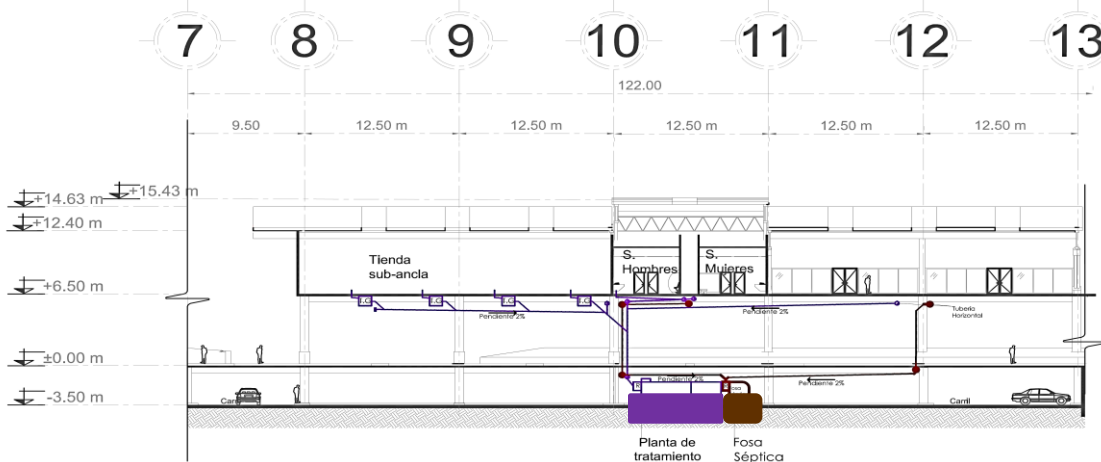 7 8 9 10 11 12 13
122.00
9.50 12.50 m 12.50 m 12.50 m 12.50 m 12.50 m
+15.43 m
+14.63 m
+12.40 m
Tienda
sub-ancla
S.
Hombres
S.
Mujeres
+6.50 m
Pendiente 2%
Pendiente 2%
Tubería
Horizontal
±0.00 m
Pendiente 2%
Pendiente 2%
-3.50 m
Carril
Carril
Planta de
tratamiento
Fosa
Séptica